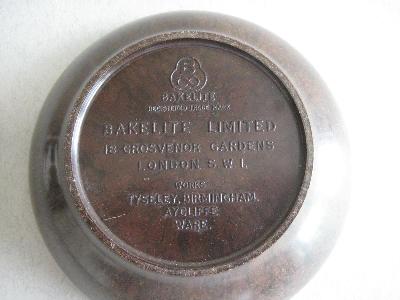 BAKELITE
REGISTERED TRADE MARK
BAKELITE LIMITED
18 GROSVENOR GARDENS
LONDON. S. W. 1.
WORKS
TYSELEY, BIRMINGHAM.
AYCLIFFE
WARE.